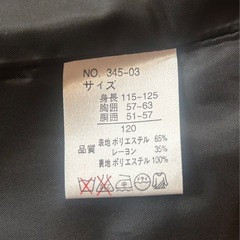 NO. 345-03
サイズ
身長 115-125
胸囲 57-63
胴囲 51-57
120
表地 ポリエステル 65%
品質 レーヨン 35%
裏地 ポリエステル 100%